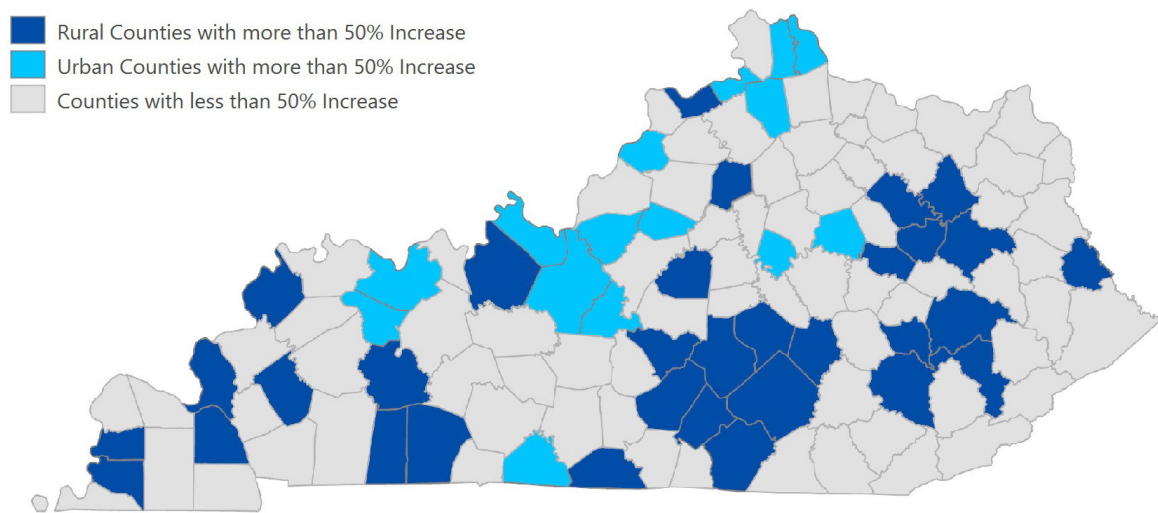 Rural Counties with more than 50% Increase
Urban Counties with more than 50% Increase
Counties with less than 50% Increase